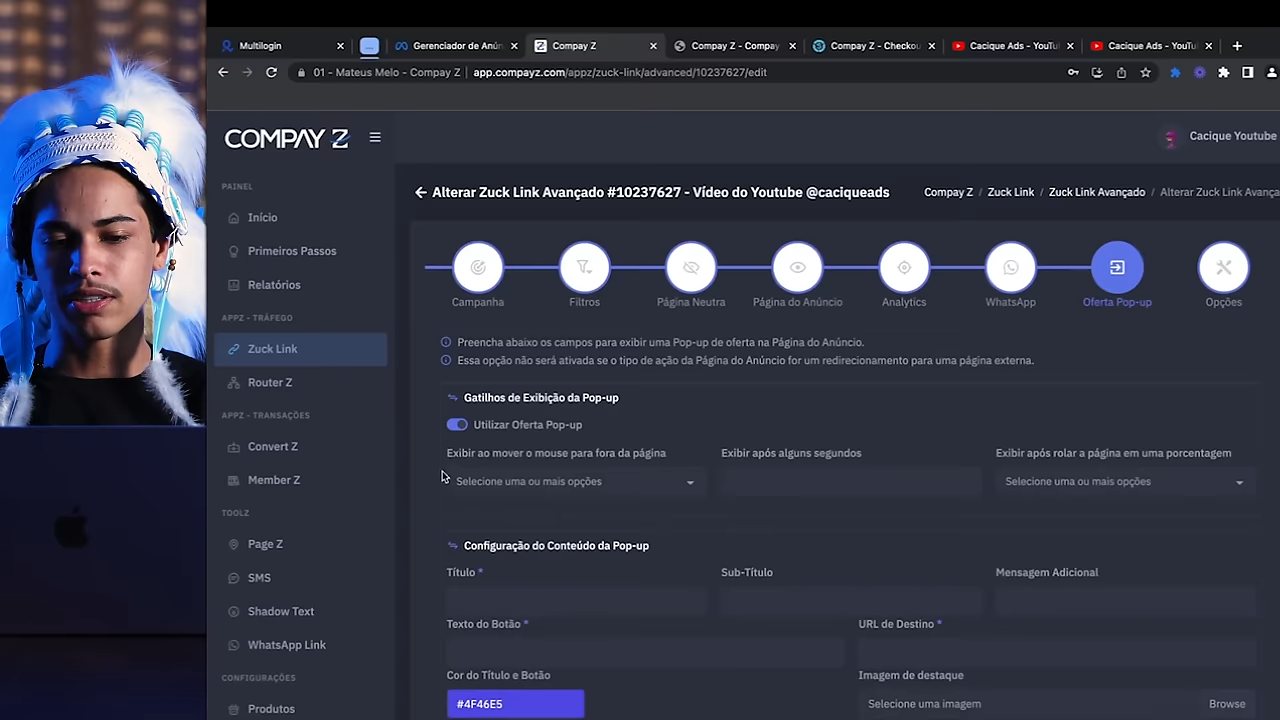 Multilogin
Gerenciador de Anún
Compay Z
Compay Z - Compay
Compay Z - Checkou
Cacique Ads - YouTu
Cacique Ads - YouTu
01 - Mateus Melo - Compay Z
app.compayz.com/appz/zuck-link/advanced/10237627/edit
COMPAY Z
Cacique Youtube
PAINEL
Início
Primeiros Passos
Relatórios
APPZ - TRÁFEGO
Zuck Link
Router Z
APPZ - TRANSAÇÕES
Convert Z
Member Z
TOOLZ
Page Z
SMS
Shadow Text
WhatsApp Link
CONFIGURAÇÕES
Produtos
Alterar Zuck Link Avançado #10237627 - Vídeo do Youtube @caciqueads
Compay Z / Zuck Link / Zuck Link Avançado / Alterar Zuck Link Avança
Campanha
Filtros
Página Neutra
Página do Anúncio
Analytics
WhatsApp
Oferta Pop-up
Opções
Preencha abaixo os campos para exibir uma Pop-up de oferta na Página do Anúncio.
Essa opção não será ativada se o tipo de ação da Página do Anúncio for um redirecionamento para uma página externa.
Gatilhos de Exibição da Pop-up
Utilizar Oferta Pop-up
Exibir ao mover o mouse para fora da página
Exibir após alguns segundos
Exibir após rolar a página em uma porcentagem
Selecione uma ou mais opções
Selecione uma ou mais opções
Configuração do Conteúdo da Pop-up
Título *
Sub-Título
Mensagem Adicional
Texto do Botão *
URL de Destino *
Cor do Título e Botão
Imagem de destaque
#4F46E5
Selecione uma imagem
Browse